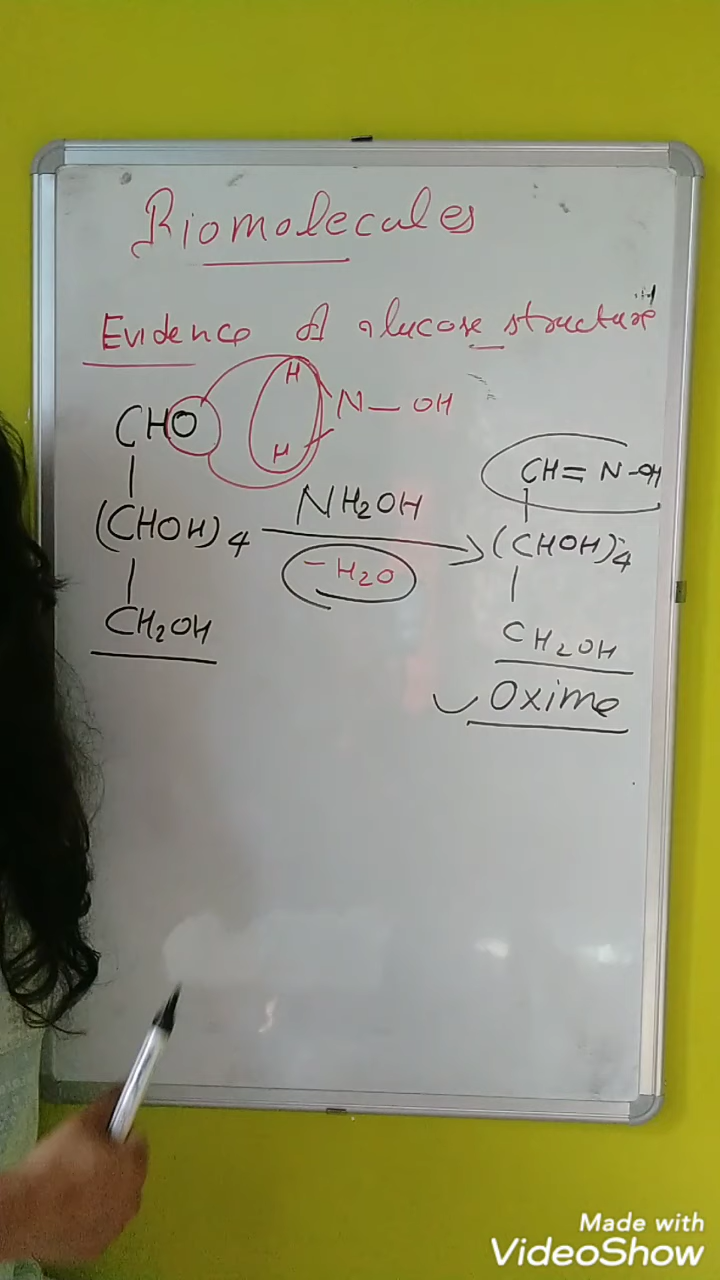 Biomolecules
Evidence of glucose structure
H
CHO N — OH
H
CH = N - OH
NH2OH
(CHOH)4 (CHOH)4
- H2O
CH2OH CH2OH
Oxime
Made with
VideoShow